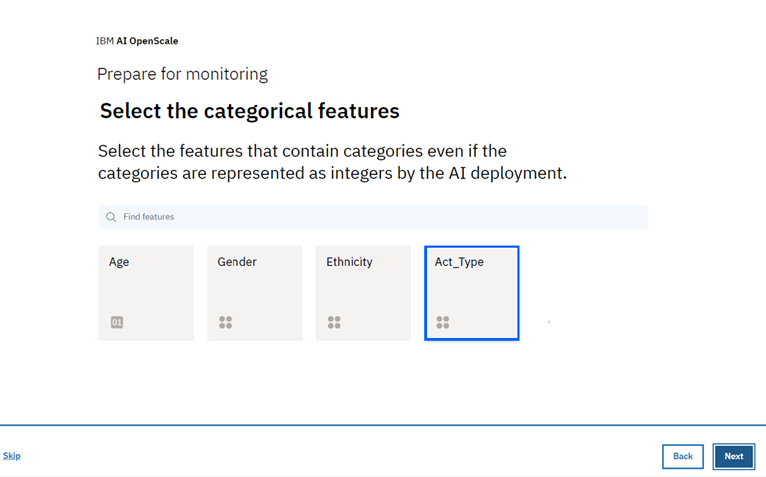 IBM AI OpenScale
Prepare for monitoring
Select the categorical features
Select the features that contain categories even if the
categories are represented as integers by the AI deployment.
Find features
Age
Gender
Ethnicity
Act_Type
01
Skip
Back
Next